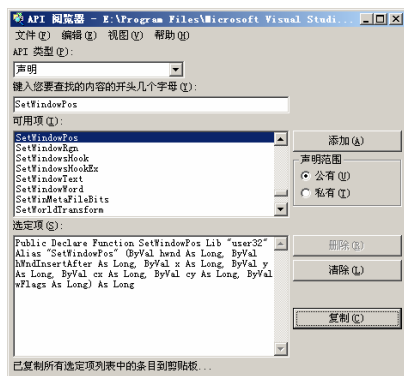 API 阅览器 - E:\Program Files\Microsoft Visual Studi...
文件(F) 编辑(E) 视图(V) 帮助(H)
API 类型(P):
声明
键入您要查找的内容的开头几个字母(Y):
SetWindowPos
可用项(I):
SetWindowPos
SetWindowRgn
SetWindowsHook
SetWindowsHookEx
SetWindowText
SetWindowWord
SetWinMetaFileBits
SetWorldTransform
添加(A)
声明范围
公有(U)
私有(T)
选定项(S):
Public Declare Function SetWindowPos Lib "user32"
Alias "SetWindowPos" (ByVal hwnd As Long, ByVal
hWndInsertAfter As Long, ByVal x As Long, ByVal y
As Long, ByVal cx As Long, ByVal cy As Long, ByVal
wFlags As Long) As Long
删除(R)
清除(L)
复制(C)
已复制所有选定项列表中的条目到剪贴板...